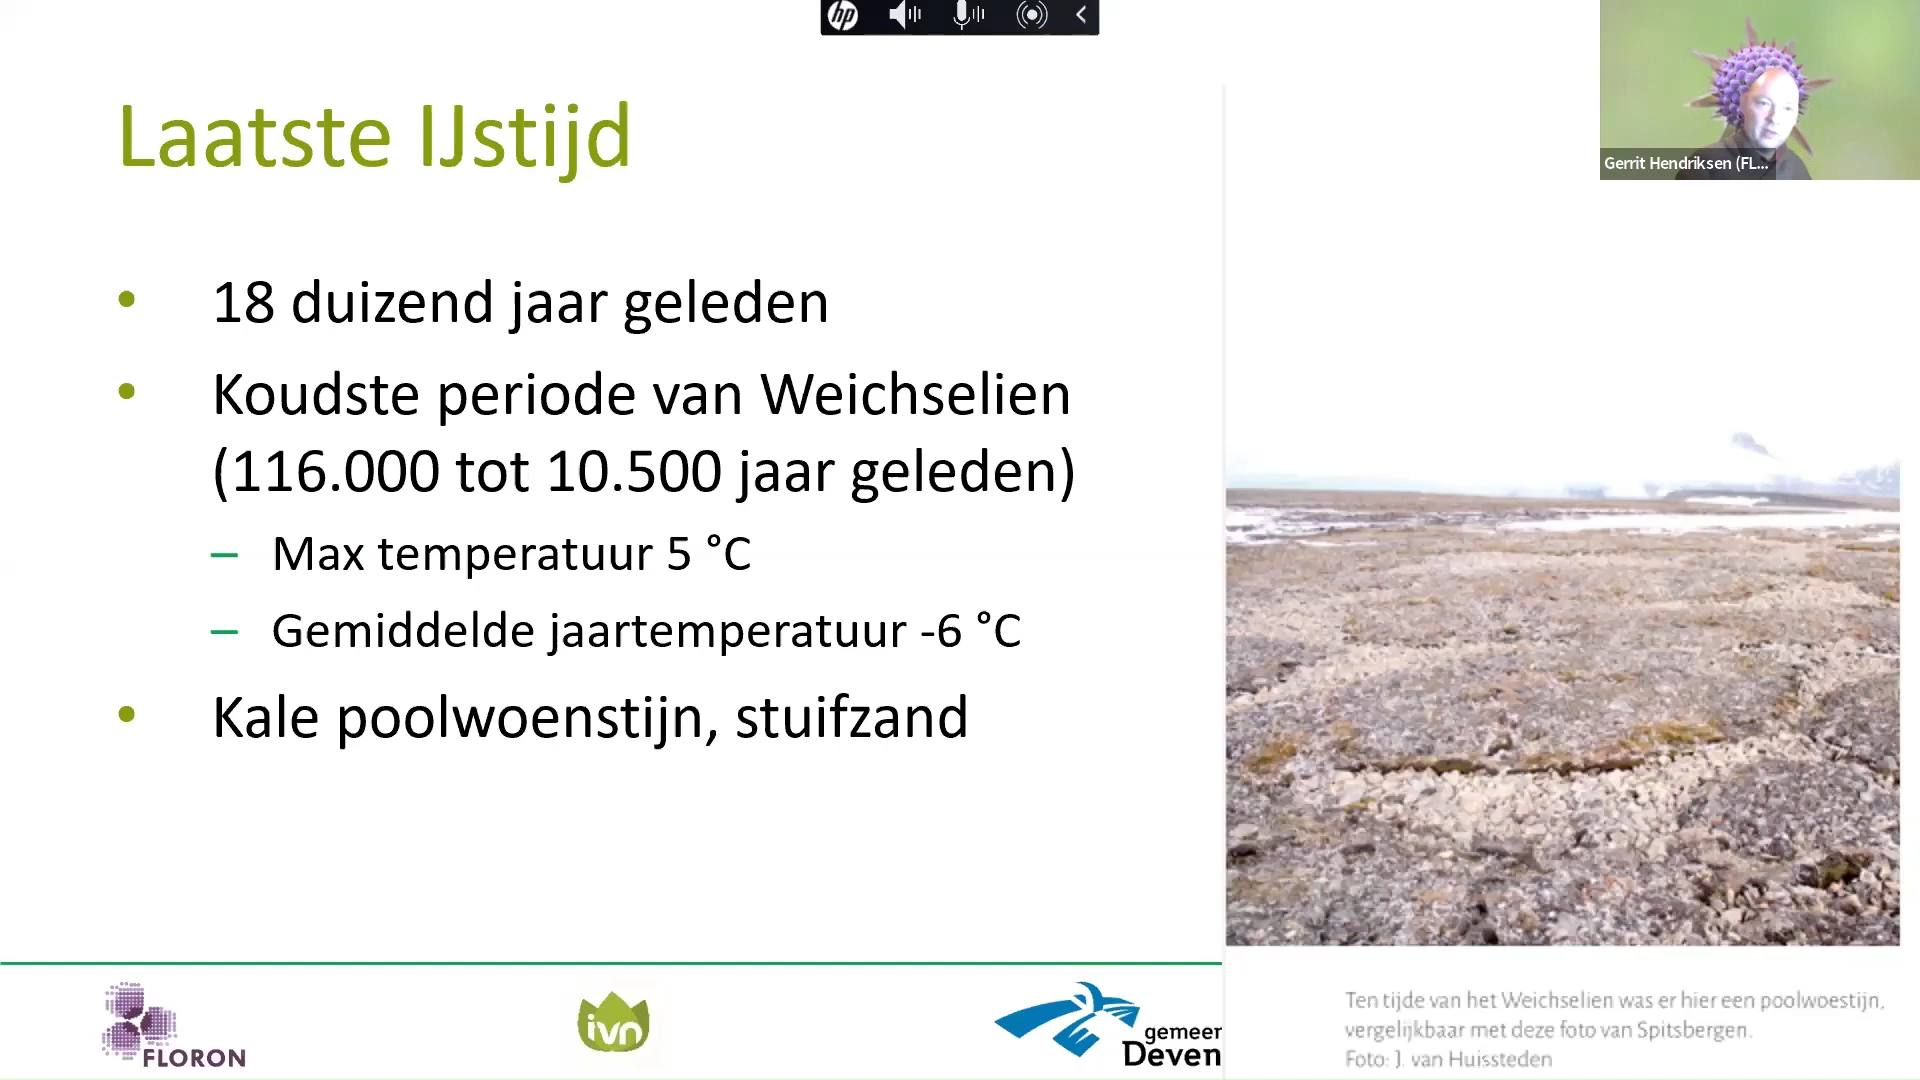 hp
Laatste IJstijd
Gerrit Hendriksen (FL...
• 18 duizend jaar geleden
• Koudste periode van Weichselien
(116.000 tot 10.500 jaar geleden)
– Max temperatuur 5 °C
– Gemiddelde jaartemperatuur -6 °C
• Kale poolwoenstijn, stuifzand
FLORON
ivn
gemeen
Deven
Ten tijde van het Weichselien was er hier een poolwoestijn,
vergelijkbaar met deze foto van Spitsbergen.
Foto: J. van Huissteden